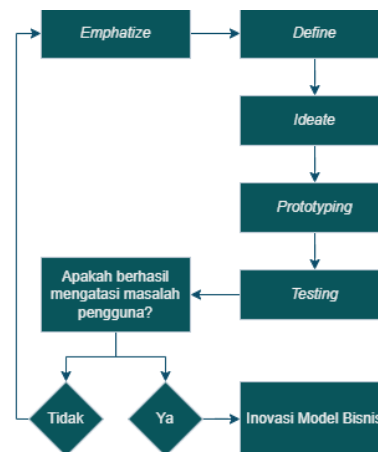 Emphatize
Define
Ideate
Prototyping
Testing
Apakah berhasil
mengatasi masalah
pengguna?
Tidak
Ya
Inovasi Model Bisnis